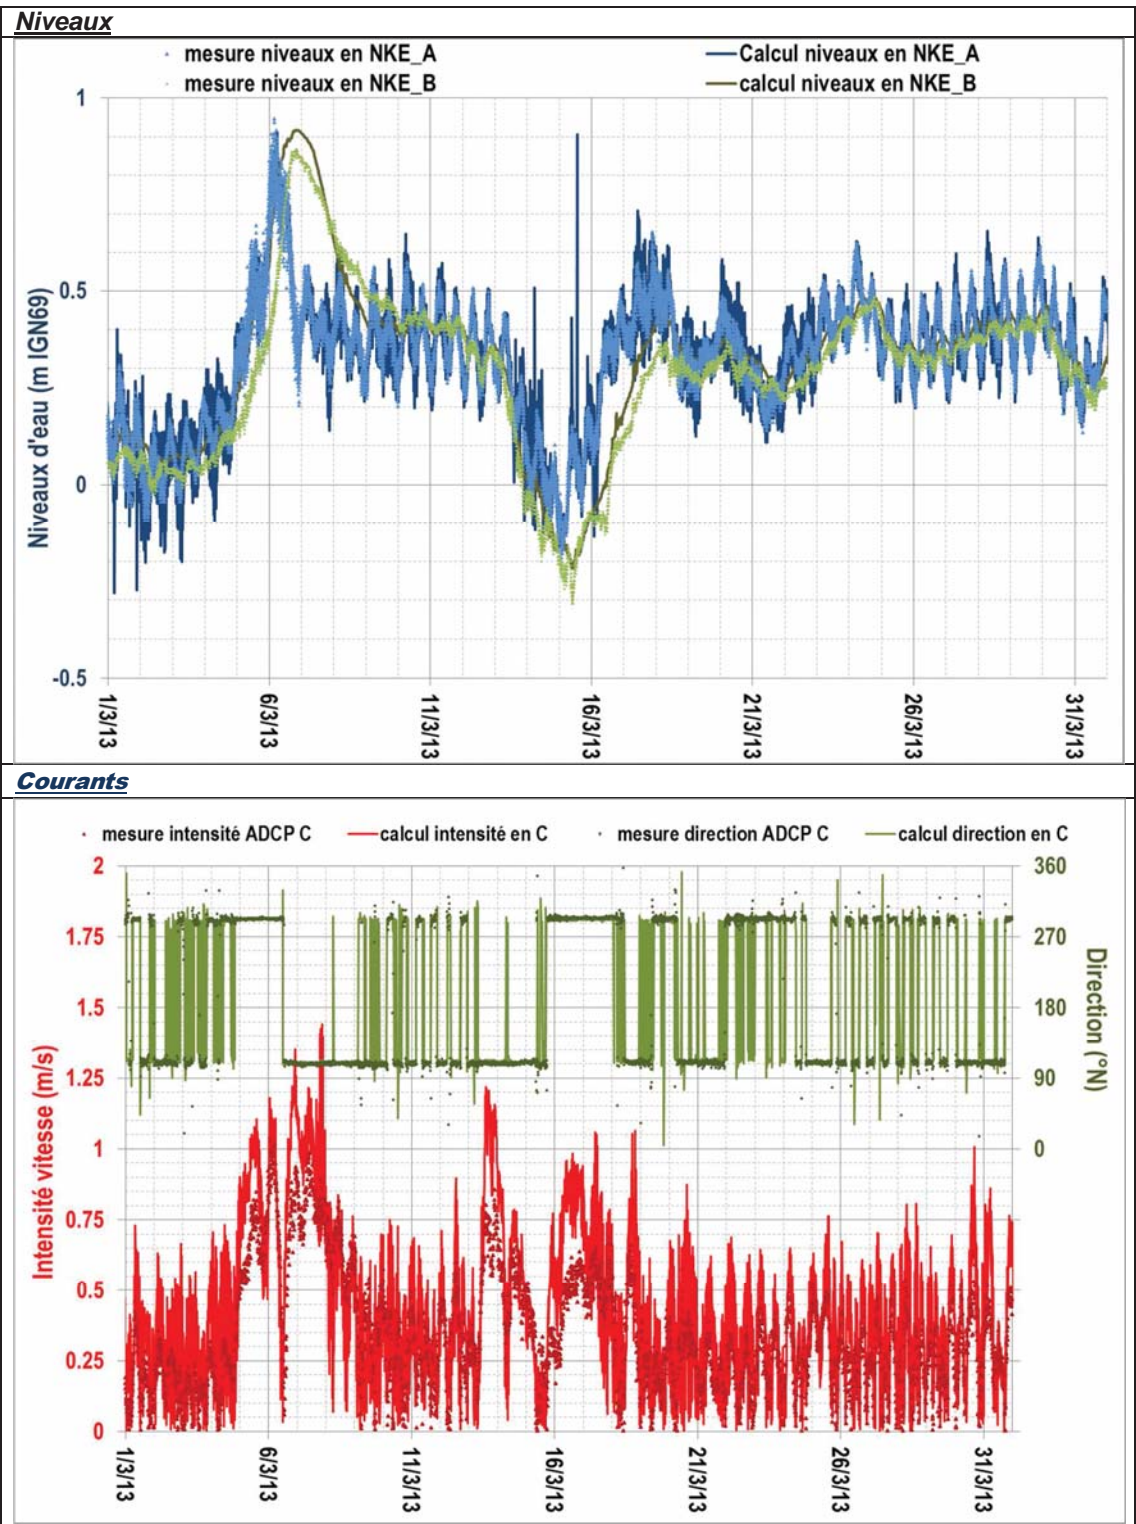 Niveaux
mesure niveaux en NKE_A
Calcul niveaux en NKE_A
mesure niveaux en NKE_B
calcul niveaux en NKE_B
Niveaux d'eau (m IGN69)
1
0.5
0
-0.5
1/3/13
6/3/13
11/3/13
16/3/13
21/3/13
26/3/13
31/3/13
Courants
mesure intensité ADCP C
calcul intensité en C
mesure direction ADCP C
calcul direction en C
Intensité vitesse (m/s)
2
1.75
1.5
1.25
1
0.75
0.5
0.25
0
360
270
180
90
0
Direction (°N)
1/3/13
6/3/13
11/3/13
16/3/13
21/3/13
26/3/13
31/3/13